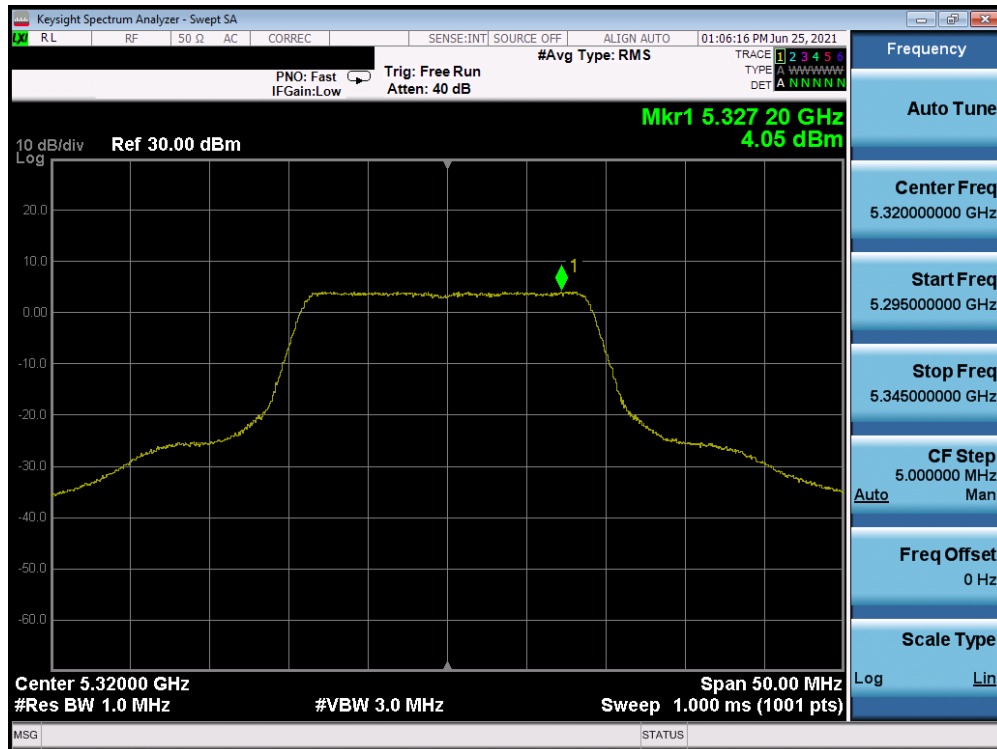 Keysight Spectrum Analyzer - Swept SA
LXI RL RF 50 Ω AC CORREC SENSE:INT SOURCE OFF ALIGN AUTO 01:06:16 PM Jun 25, 2021
PNO: Fast
IFGain:Low
Trig: Free Run
Atten: 40 dB
#Avg Type: RMS
TRACE 1 2 3 4 5 6
TYPE A WWWWW
DET A N N N N N
Mkr1 5.327 20 GHz
4.05 dBm
10 dB/div
Log
Ref 30.00 dBm
20.0
10.0
0.00
-10.0
-20.0
-30.0
-40.0
-50.0
-60.0
1
Center 5.32000 GHz
Span 50.00 MHz
#Res BW 1.0 MHz
#VBW 3.0 MHz
Sweep 1.000 ms (1001 pts)
MSG
STATUS
Frequency
Auto Tune
Center Freq
5.320000000 GHz
Start Freq
5.295000000 GHz
Stop Freq
5.345000000 GHz
CF Step
5.000000 MHz
Auto Man
Freq Offset
0 Hz
Scale Type
Log Lin